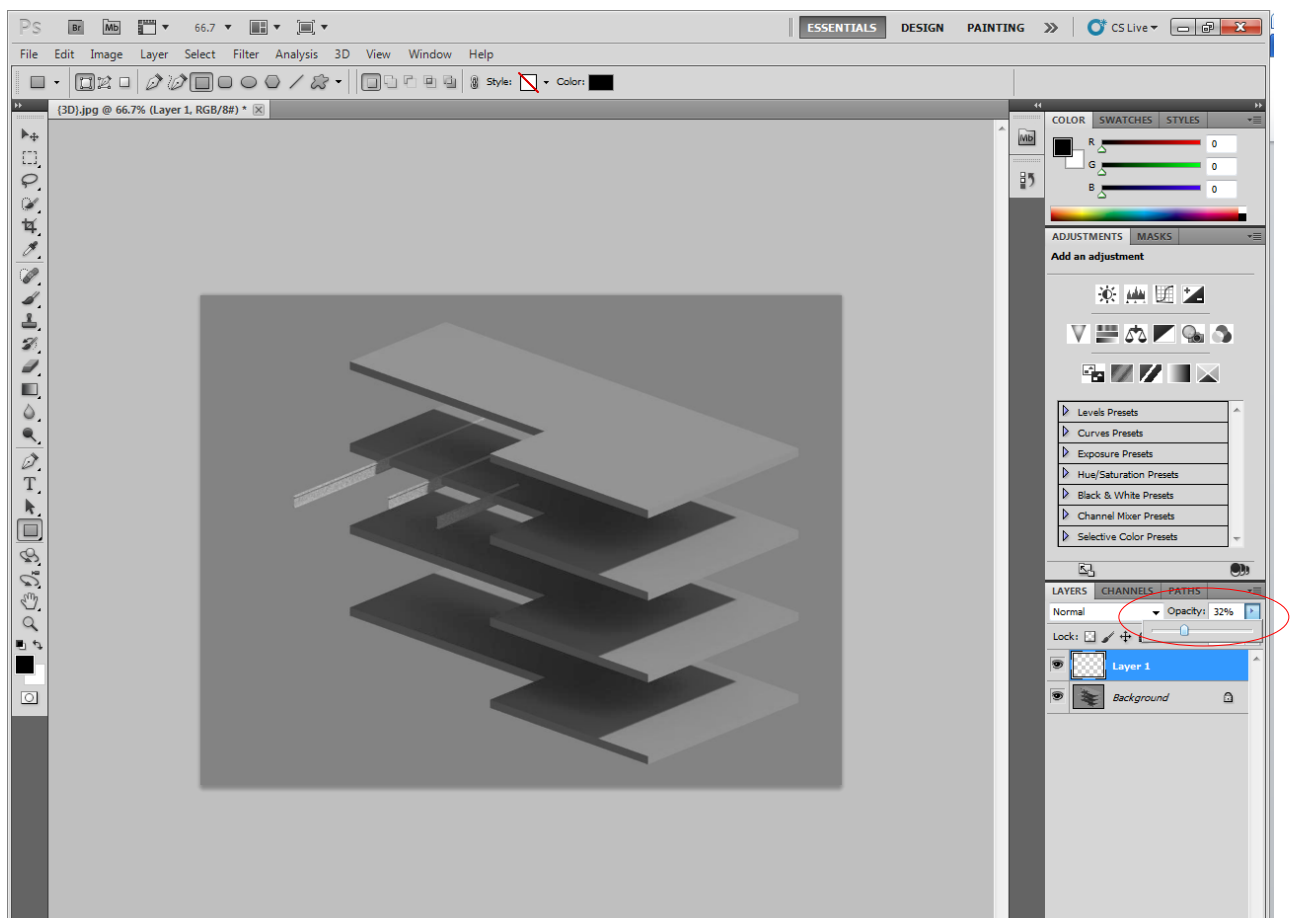 Ps Br Mb 66.7 ESSENTIALS DESIGN PAINTING CS Live
File Edit Image Layer Select Filter Analysis 3D View Window Help
Style: Color:
(3D).jpg @ 66.7% (Layer 1, RGB/8#) *
COLOR SWATCHES STYLES
Mb
R 0
G 0
B 0
ADJUSTMENTS MASKS
Add an adjustment
Levels Presets
Curves Presets
Exposure Presets
Hue/Saturation Presets
Black & White Presets
Channel Mixer Presets
Selective Color Presets
LAYERS CHANNELS PATHS
Normal Opacity: 32%
Lock:
Layer 1
Background